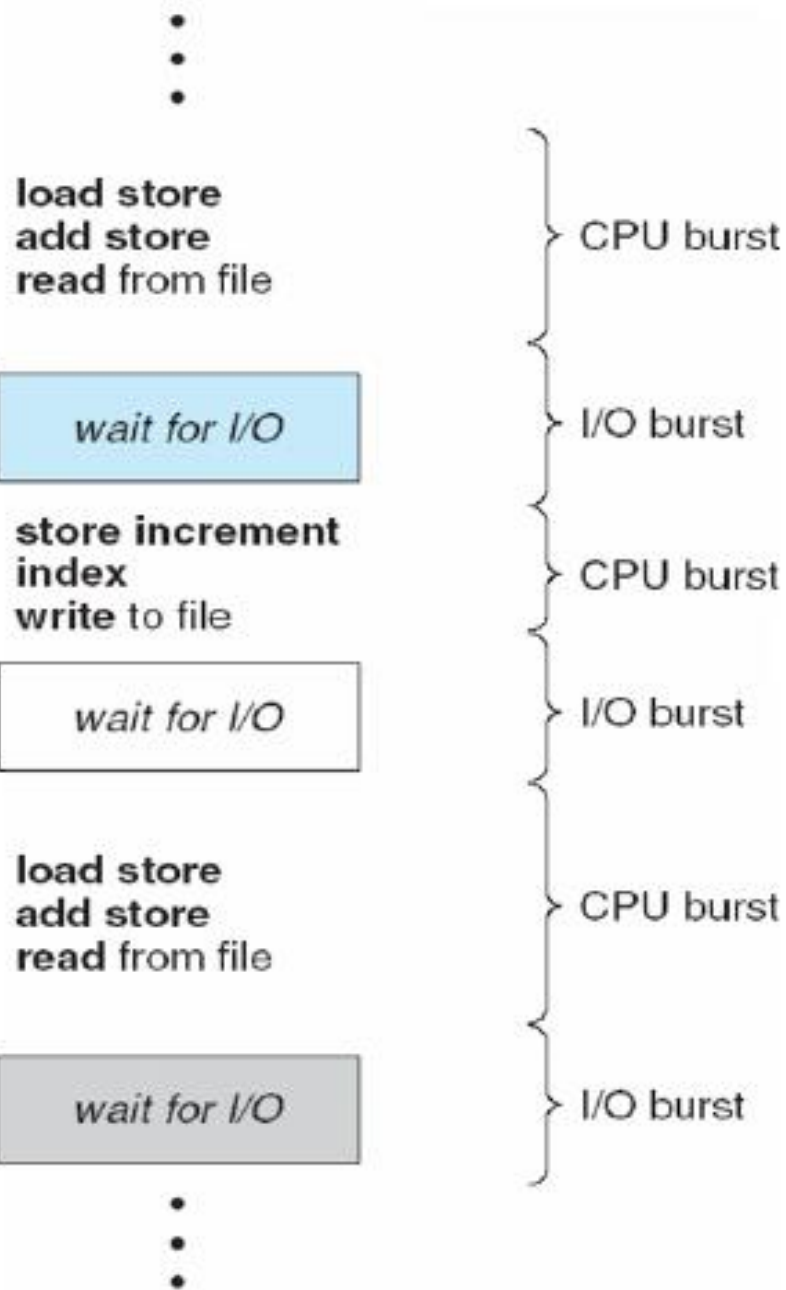 load store
add store
read from file
CPU burst
wait for I/O
I/O burst
store increment
index
write to file
CPU burst
wait for I/O
I/O burst
load store
add store
read from file
CPU burst
wait for I/O
I/O burst